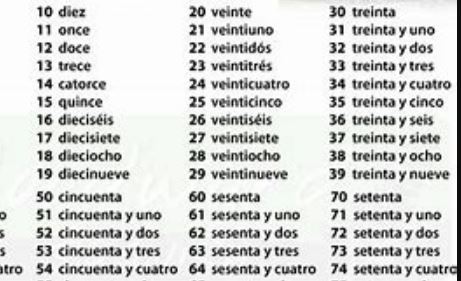 10 diez 20 veinte 30 treinta
11 once 21 veintiuno 31 treinta y uno
12 doce 22 veintidós 32 treinta y dos
13 trece 23 veintitrés 33 treinta y tres
14 catorce 24 veinticuatro 34 treinta y cuatro
15 quince 25 veinticinco 35 treinta y cinco
16 dieciséis 26 veintiséis 36 treinta y seis
17 diecisiete 27 veintisiete 37 treinta y siete
18 dieciocho 28 veintiocho 38 treinta y ocho
19 diecinueve 29 veintinueve 39 treinta y nueve
50 cincuenta 60 sesenta 70 setenta
o 51 cincuenta y uno 61 sesenta y uno 71 setenta y uno
s 52 cincuenta y dos 62 sesenta y dos 72 setenta y dos
s 53 cincuenta y tres 63 sesenta y tres 73 setenta y tres
atro 54 cincuenta y cuatro 64 sesenta y cuatro 74 setenta y cuatro